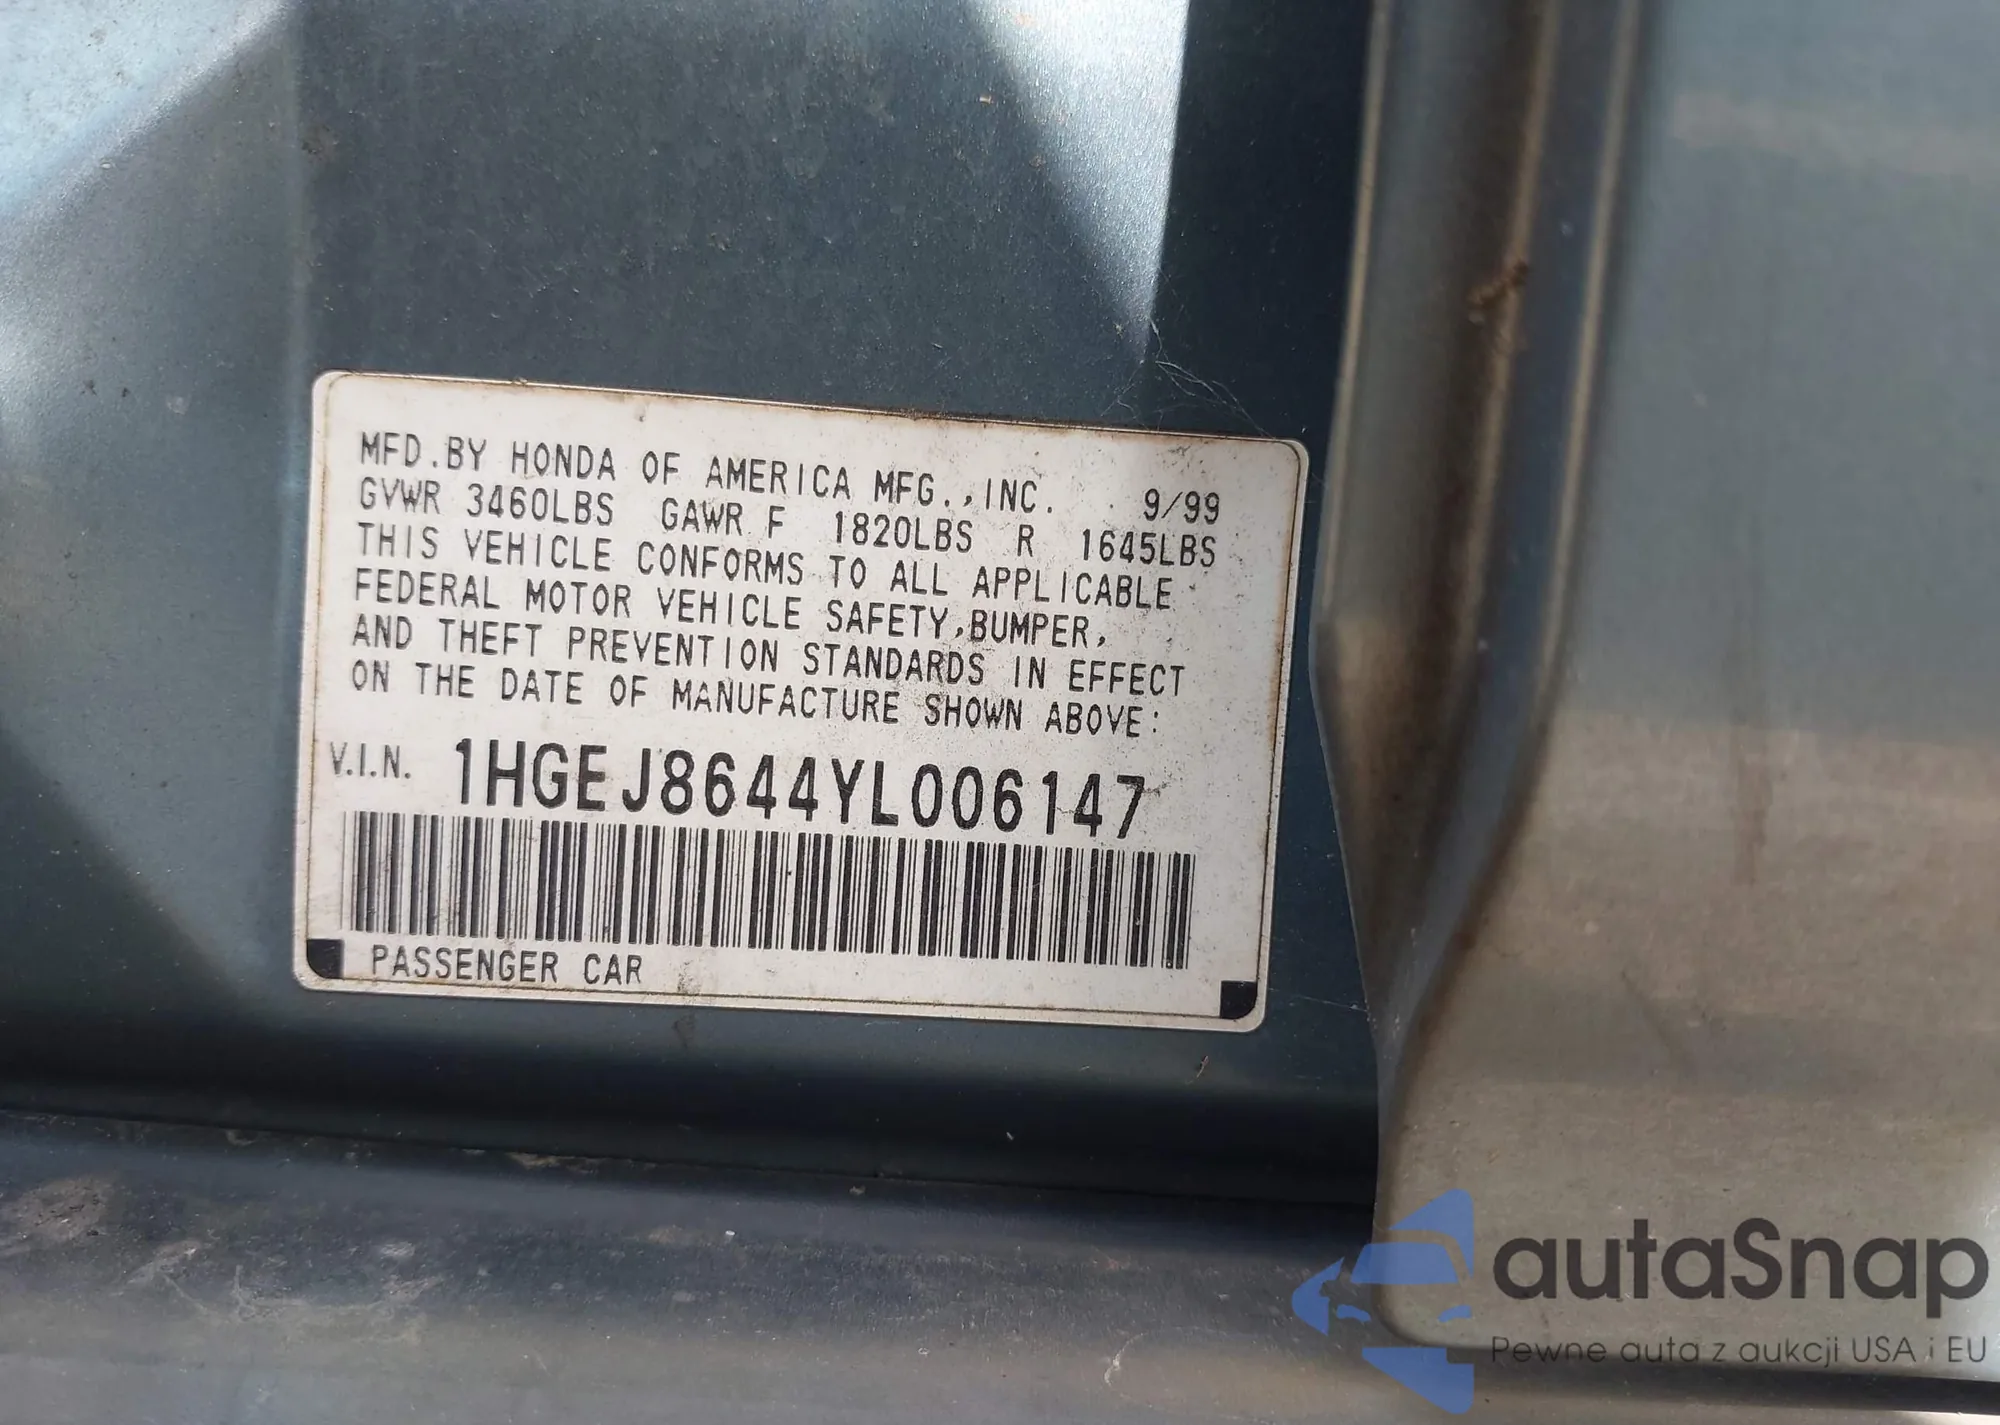 MFD.BY HONDA OF AMERICA MFG.,INC. 9/99
GVWR 3460LBS GAWR F 1820LBS R 1645LBS
THIS VEHICLE CONFORMS TO ALL APPLICABLE
FEDERAL MOTOR VEHICLE SAFETY,BUMPER,
AND THEFT PREVENTION STANDARDS IN EFFECT
ON THE DATE OF MANUFACTURE SHOWN ABOVE:
V.I.N. 1HGEJ8644YL006147
PASSENGER CAR
autaSnap
Pewne auta z aukcji USA i EU